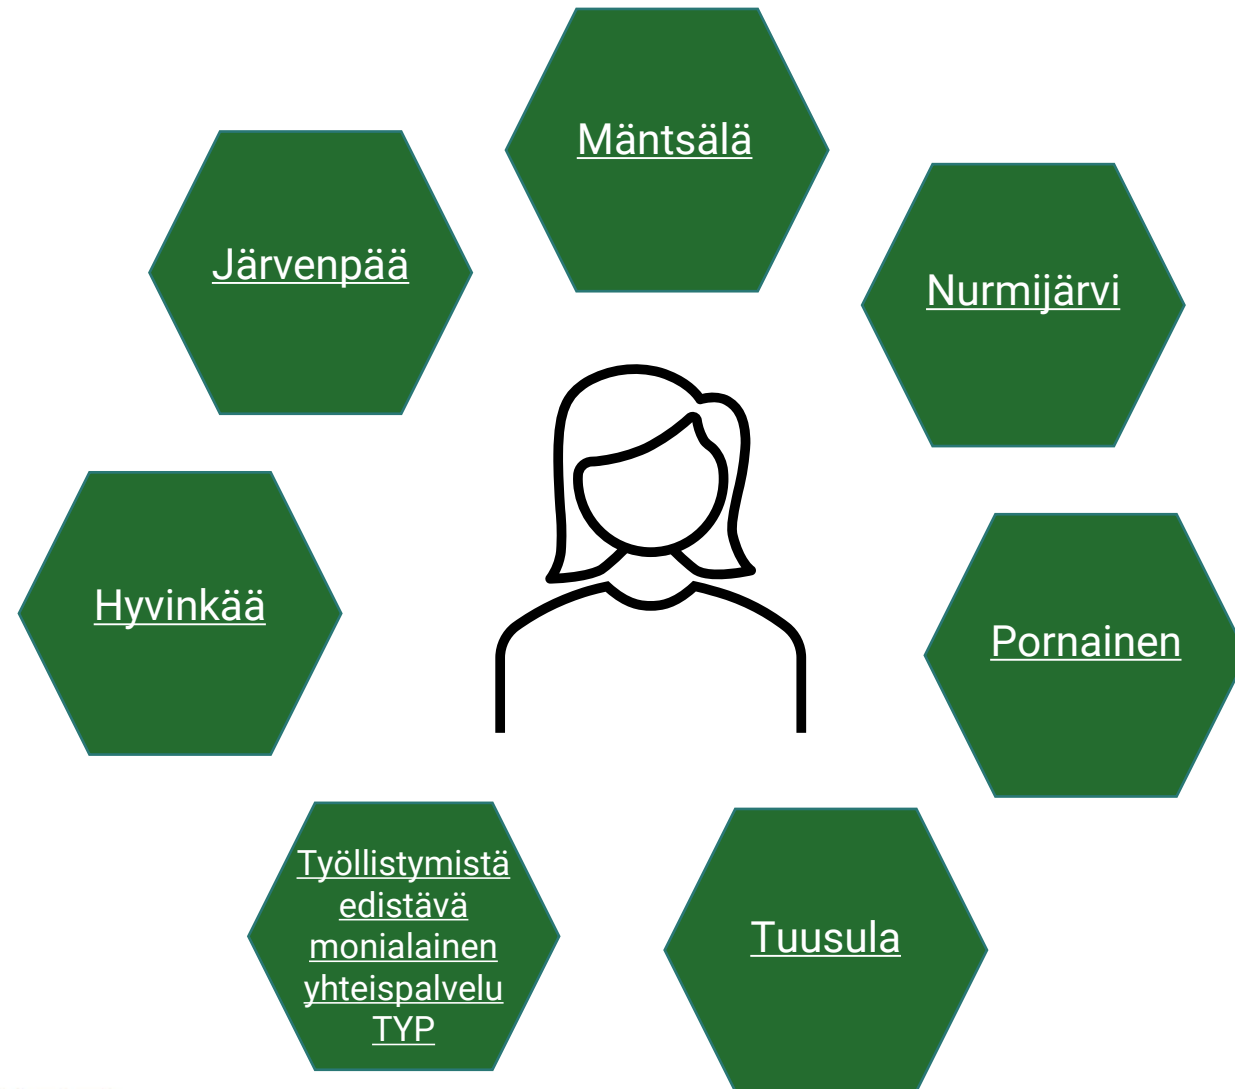 Mäntsälä
Järvenpää
Nurmijärvi
Hyvinkää
Pornainen
Työllistymistä
edistävä
monialainen
yhteispalvelu
TYP
Tuusula